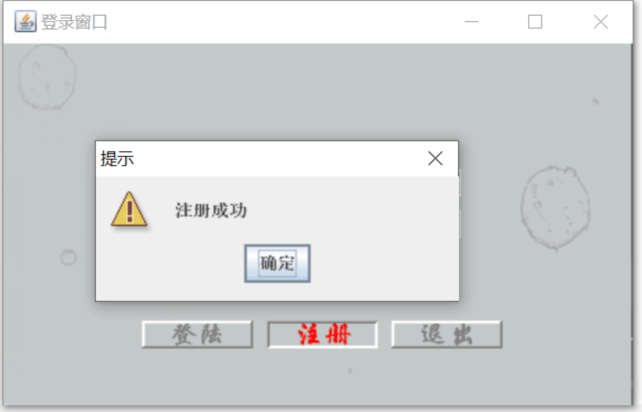 登录窗口
提示
注册成功
确定
登陆 注册 退出